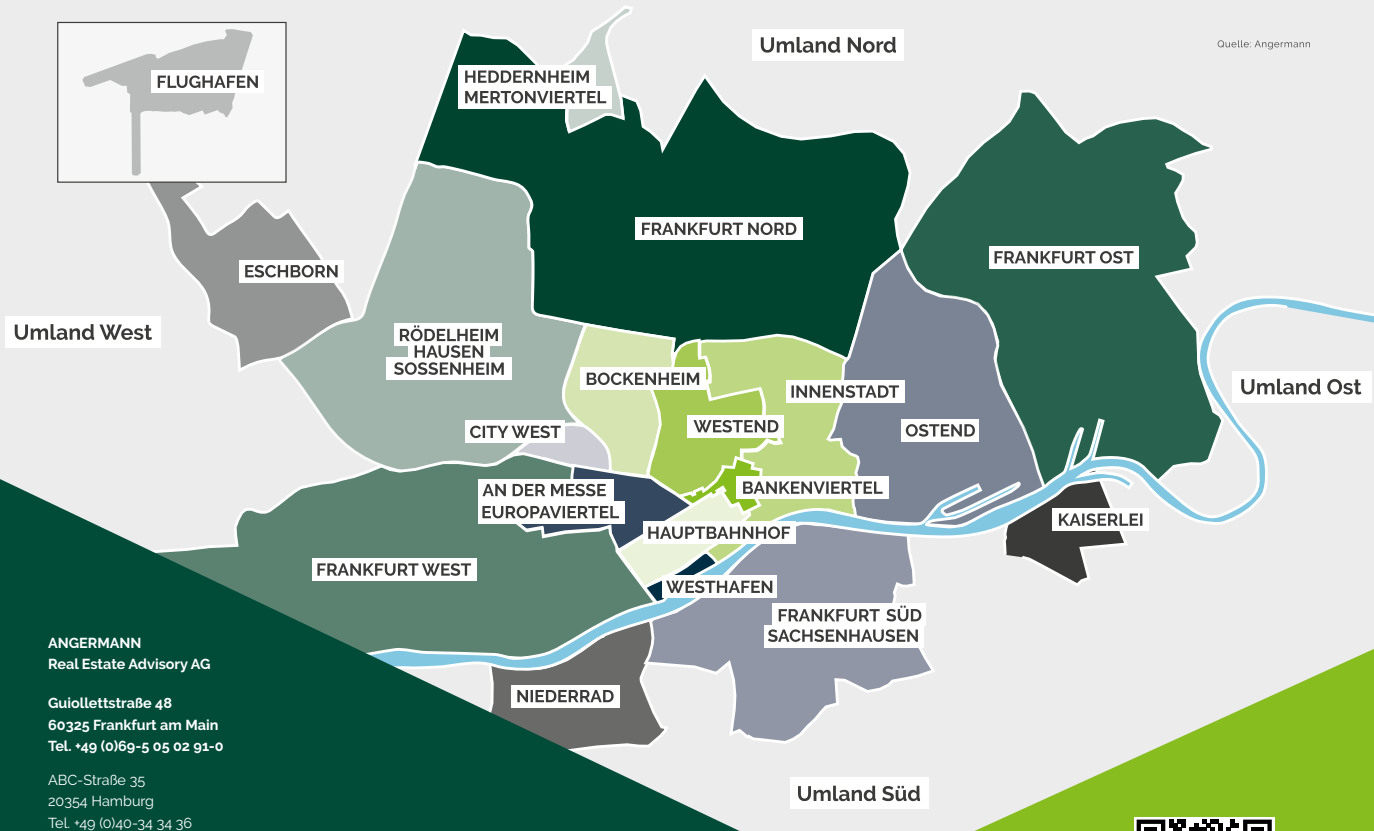 Umland Nord
Quelle: Angermann
FLUGHAFEN
HEDDERNHEIM
MERTONVIERTEL
FRANKFURT NORD
FRANKFURT OST
ESCHBORN
Umland West
RÖDELHEIM
HAUSEN
SOSSENHEIM
BOCKENHEIM
INNENSTADT
Umland Ost
CITY WEST
WESTEND
OSTEND
AN DER MESSE
EUROPAVIERTEL
BANKENVIERTEL
HAUPTBAHNHOF
KAISERLEI
FRANKFURT WEST
WESTHAFEN
FRANKFURT SÜD
SACHSENHAUSEN
NIEDERRAD
Umland Süd
ANGERMANN
Real Estate Advisory AG
Guiollettstraße 48
60325 Frankfurt am Main
Tel. +49 (0)69-5 05 02 91-0
ABC-Straße 35
20354 Hamburg
Tel. +49 (0)40-34 34 36